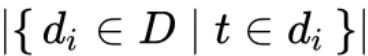 |{ dᵢ ∈ D | t ∈ dᵢ }|